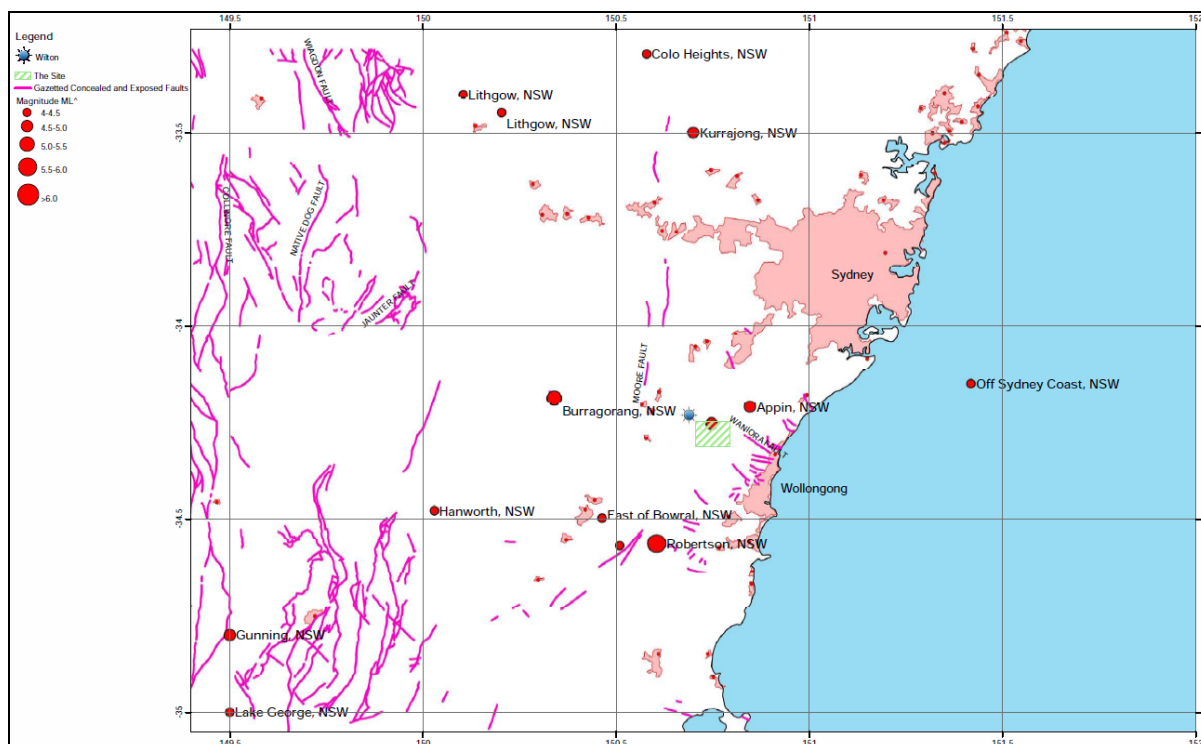 149.5 150 150.5 151 151.5 152
Legend
Wilton
The Site
Gazetted Concealed and Exposed Faults
Magnitude ML^
4-4.5
4.5-5.0
5.0-5.5
5.5-6.0
>6.0
WAGDON FAULT
Colo Heights, NSW
Lithgow, NSW
Lithgow, NSW
Kurrajong, NSW
-33.5
COLLMORE FAULT
NATIVE DOG FAULT
JAUNTER FAULT
Sydney
-34
MOORE FAULT
Off Sydney Coast, NSW
Burragorang, NSW
Appin, NSW
WANIORA FAULT
Wollongong
Hanworth, NSW
East of Bowral, NSW
-34.5
Robertson, NSW
Gunning, NSW
Lake George, NSW
-35
149.5 150 150.5 151 151.5